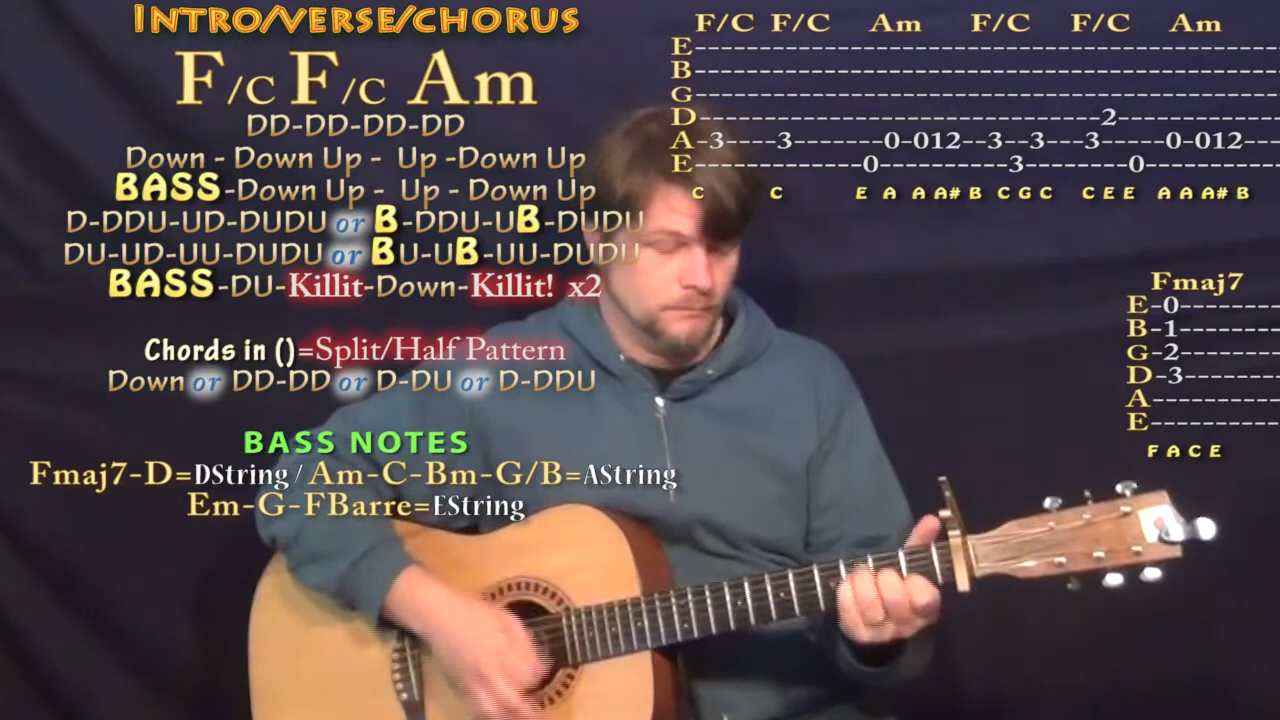 INTRO/VERSE/CHORUS
F/C F/C Am
DD-DD-DD-DD
Down - Down Up - Up -Down Up
BASS-Down Up - Up - Down Up
D-DDU-UD-DUDU or B-DDU-UB-DUDU
DU-UD-UU-DUDU or BU-UB-UU-DUDU
BASS-DU-Killit-Down-Killit! x2
Chords in ()=Split/Half Pattern
Down or DD-DD or D-DU or D-DDU
BASS NOTES
Fmaj7-D=DString / Am-C-Bm-G/B=AString
Em-G-FBarre=EString
F/C F/C Am F/C F/C Am
E------------------------------------------------
B------------------------------------------------
G------------------------------------------------
D----------------------------------2-------------
A-3-----3---------0-012--3--3----3------0-012----
E--------------0------------3---------0----------
C C E A A A# B C G C C E E A A A# B
Fmaj7
E-0---------
B-1---------
G-2---------
D-3---------
A-----------
E-----------
F A C E